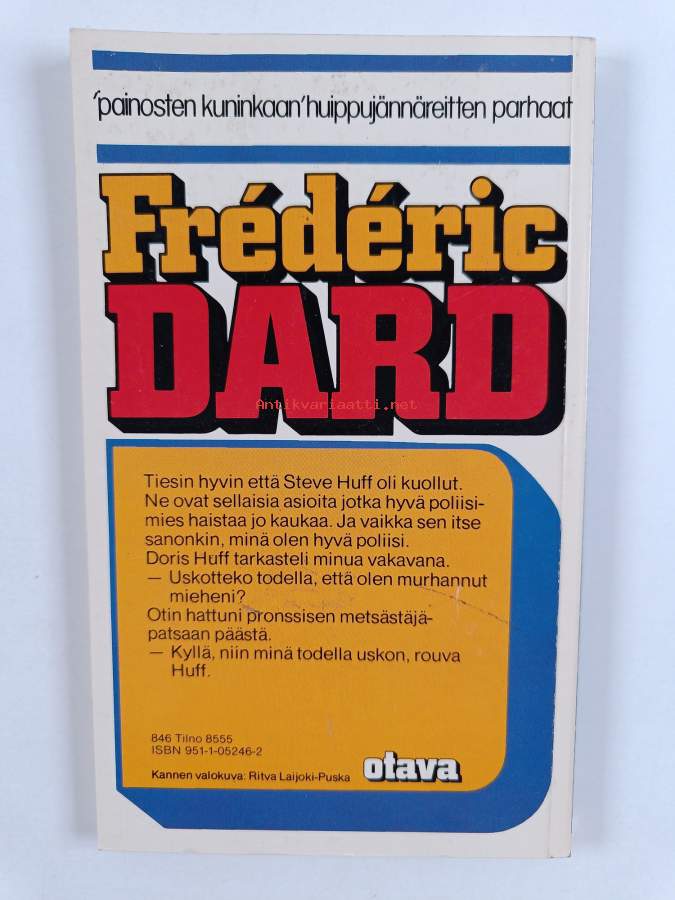 'painosten kuninkaan' huippujännäreitten parhaat
Frédéric
DARD
Antikvariaatti.net
Tiesin hyvin että Steve Huff oli kuollut.
Ne ovat sellaisia asioita jotka hyvä poliisi-
mies haistaa jo kaukaa. Ja vaikka sen itse
sanonkin, minä olen hyvä poliisi.
Doris Huff tarkasteli minua vakavana.
— Uskotteko todella, että olen murhannut
mieheni?
Otin hattuni pronssisen metsästäjä-
patsaan päästä.
— Kyllä, niin minä todella uskon, rouva
Huff.
846 Tilno 8555
ISBN 951-1-05246-2
Kannen valokuva: Ritva Laijoki-Puska
otava